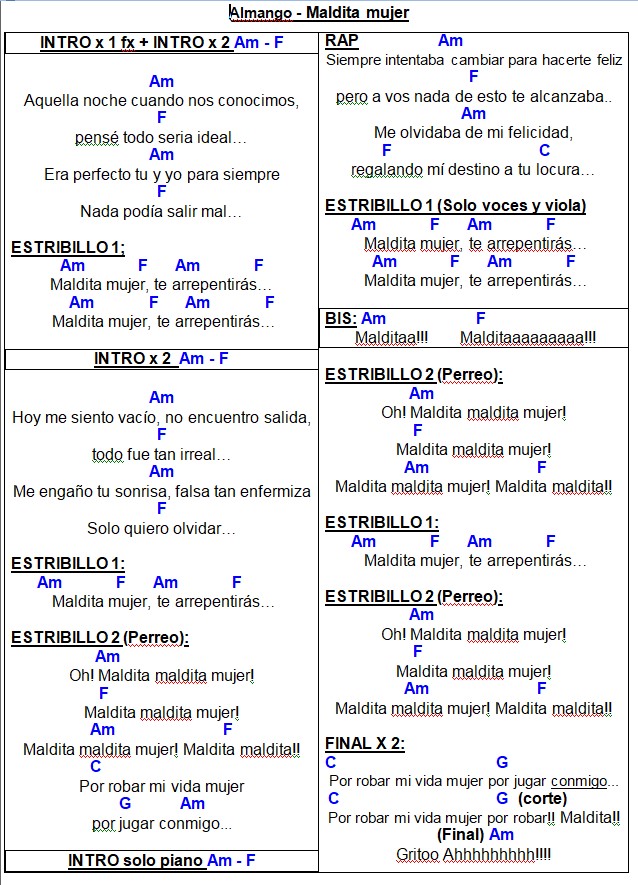 Almango - Maldita mujer
INTRO x 1 fx + INTRO x 2 Am - F
Am
Aquella noche cuando nos conocimos,
F
pensé todo seria ideal…
Am
Era perfecto tu y yo para siempre
F
Nada podía salir mal…
ESTRIBILLO 1;
Am F Am F
Maldita mujer, te arrepentirás…
Am F Am F
Maldita mujer, te arrepentirás…
INTRO x 2 Am - F
Am
Hoy me siento vacío, no encuentro salida,
F
todo fue tan irreal…
Am
Me engaño tu sonrisa, falsa tan enfermiza
F
Solo quiero olvidar…
ESTRIBILLO 1:
Am F Am F
Maldita mujer, te arrepentirás…
ESTRIBILLO 2 (Perreo):
Am
Oh! Maldita maldita mujer!
F
Maldita maldita mujer!
Am F
Maldita maldita mujer! Maldita maldita!!
C
Por robar mi vida mujer
G Am
por jugar conmigo...
INTRO solo piano Am - F
RAP Am
Siempre intentaba cambiar para hacerte feliz
F
pero a vos nada de esto te alcanzaba..
Am
Me olvidaba de mi felicidad,
F C
regalando mí destino a tu locura…
ESTRIBILLO 1 (Solo voces y viola)
Am F Am F
Maldita mujer, te arrepentirás…
Am F Am F
Maldita mujer, te arrepentirás…
BIS: Am F
Malditaa!!! Malditaaaaaaaaa!!!
ESTRIBILLO 2 (Perreo):
Am
Oh! Maldita maldita mujer!
F
Maldita maldita mujer!
Am F
Maldita maldita mujer! Maldita maldita!!
ESTRIBILLO 1:
Am F Am F
Maldita mujer, te arrepentirás…
ESTRIBILLO 2 (Perreo):
Am
Oh! Maldita maldita mujer!
F
Maldita maldita mujer!
Am F
Maldita maldita mujer! Maldita maldita!!
FINAL X 2:
C G
Por robar mi vida mujer por jugar conmigo...
C G (corte)
Por robar mi vida mujer por robar!! Maldita!!
(Final) Am
Gritoo Ahhhhhhhhh!!!!